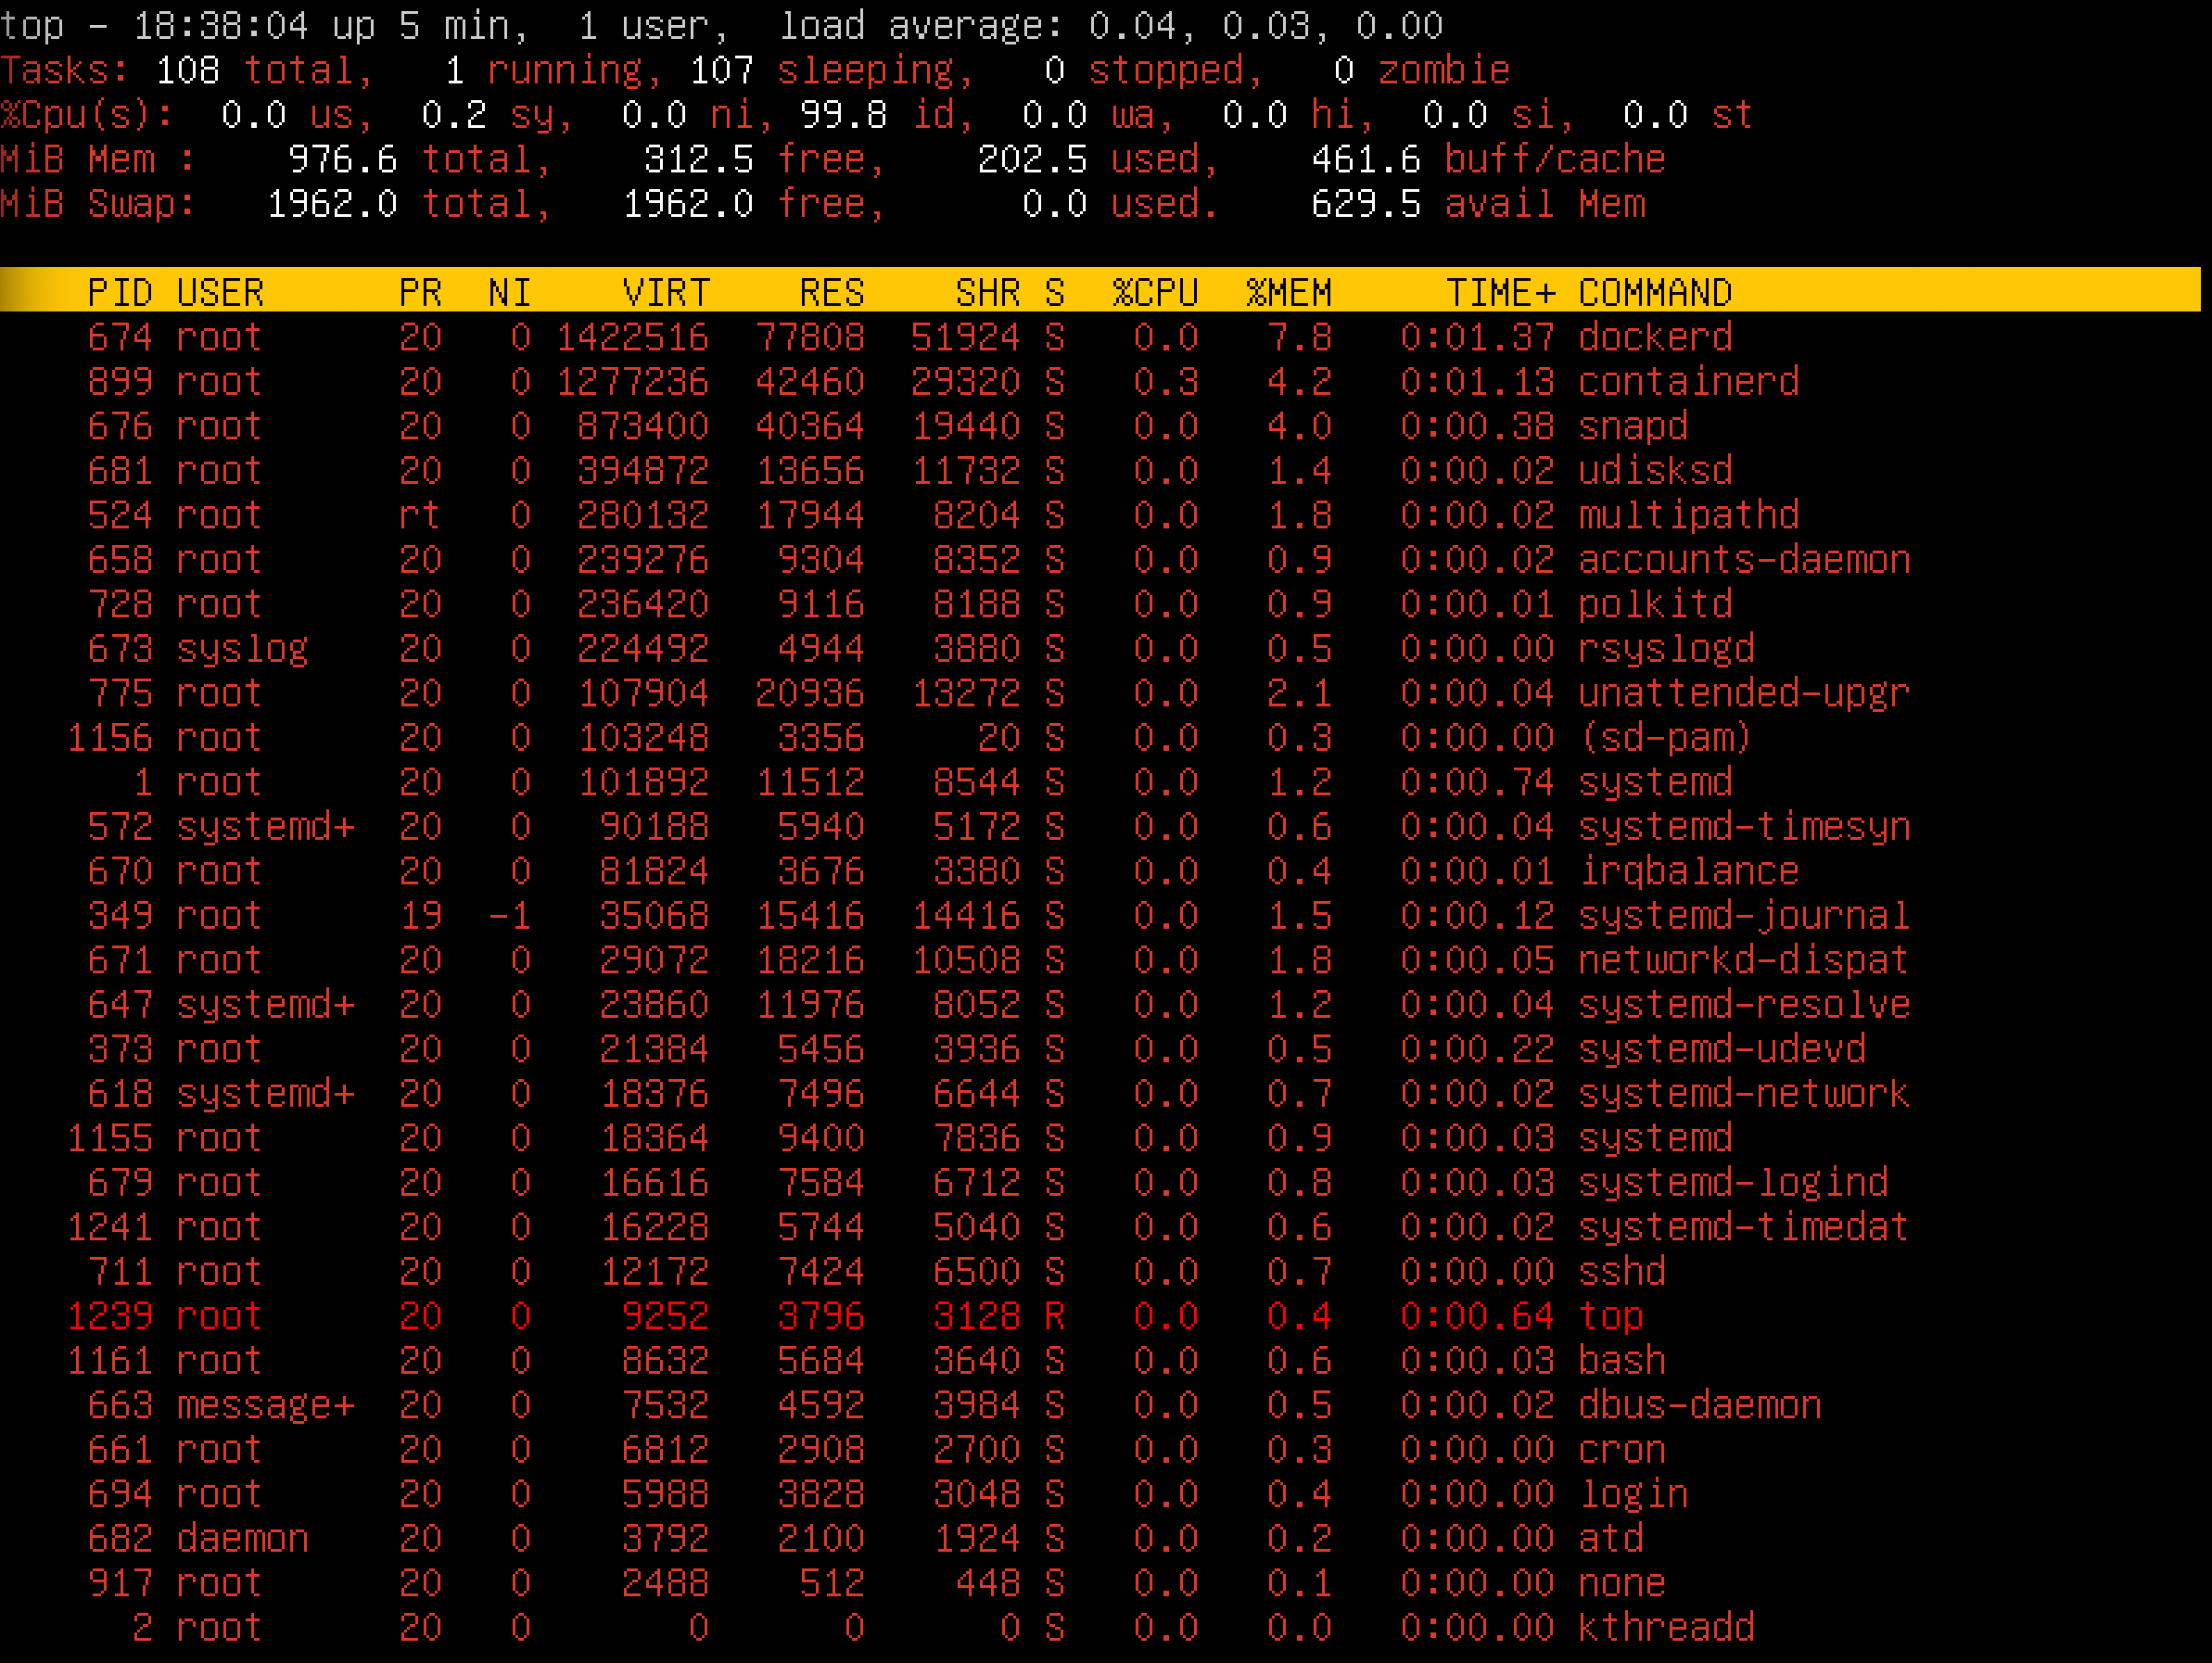 top - 18:38:04 up 5 min,  1 user,  load average: 0.04, 0.03, 0.00
Tasks: 108 total,   1 running, 107 sleeping,   0 stopped,   0 zombie
%Cpu(s):  0.0 us,  0.2 sy,  0.0 ni, 99.8 id,  0.0 wa,  0.0 hi,  0.0 si,  0.0 st
MiB Mem :    976.6 total,    312.5 free,    202.5 used,    461.6 buff/cache
MiB Swap:   1962.0 total,   1962.0 free,      0.0 used.    629.5 avail Mem
PID USER      PR  NI    VIRT    RES    SHR S  %CPU  %MEM     TIME+ COMMAND
674 root      20   0 1422516  77808  51924 S   0.0   7.8   0:01.37 dockerd
899 root      20   0 1277236  42460  29320 S   0.3   4.2   0:01.13 containerd
676 root      20   0  873400  40364  19440 S   0.0   4.0   0:00.38 snapd
681 root      20   0  394872  13656  11732 S   0.0   1.4   0:00.02 udisksd
524 root      rt   0  280132  17944   8204 S   0.0   1.8   0:00.02 multipathd
658 root      20   0  239276   9304   8352 S   0.0   0.9   0:00.02 accounts-daemon
728 root      20   0  236420   9116   8188 S   0.0   0.9   0:00.01 polkitd
673 syslog    20   0  224492   4944   3880 S   0.0   0.5   0:00.00 rsyslogd
775 root      20   0  107904  20936  13272 S   0.0   2.1   0:00.04 unattended-upgr
1156 root      20   0  103248   3356     20 S   0.0   0.3   0:00.00 (sd-pam)
1 root      20   0  101892  11512   8544 S   0.0   1.2   0:00.74 systemd
572 systemd+  20   0   90188   5940   5172 S   0.0   0.6   0:00.04 systemd-timesyn
670 root      20   0   81824   3676   3380 S   0.0   0.4   0:00.01 irqbalance
349 root      19  -1   35068  15416  14416 S   0.0   1.5   0:00.12 systemd-journal
671 root      20   0   29072  18216  10508 S   0.0   1.8   0:00.05 networkd-dispat
647 systemd+  20   0   23860  11976   8052 S   0.0   1.2   0:00.04 systemd-resolve
373 root      20   0   21384   5456   3936 S   0.0   0.5   0:00.22 systemd-udevd
618 systemd+  20   0   18376   7496   6644 S   0.0   0.7   0:00.02 systemd-network
1155 root      20   0   18364   9400   7836 S   0.0   0.9   0:00.03 systemd
679 root      20   0   16616   7584   6712 S   0.0   0.8   0:00.03 systemd-logind
1241 root      20   0   16228   5744   5040 S   0.0   0.6   0:00.02 systemd-timedat
711 root      20   0   12172   7424   6500 S   0.0   0.7   0:00.00 sshd
1239 root      20   0    9252   3796   3128 R   0.0   0.4   0:00.64 top
1161 root      20   0    8632   5684   3640 S   0.0   0.6   0:00.03 bash
663 message+  20   0    7532   4592   3984 S   0.0   0.5   0:00.02 dbus-daemon
661 root      20   0    6812   2908   2700 S   0.0   0.3   0:00.00 cron
694 root      20   0    5988   3828   3048 S   0.0   0.4   0:00.00 login
682 daemon    20   0    3792   2100   1924 S   0.0   0.2   0:00.00 atd
917 root      20   0    2488    512    448 S   0.0   0.1   0:00.00 none
2 root      20   0       0      0      0 S   0.0   0.0   0:00.00 kthreadd